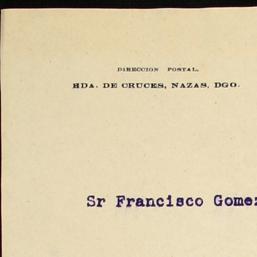 DIRECCION POSTAL.
HDA. DE CRUCES, NAZAS, DGO.
Sr Francisco Gomez